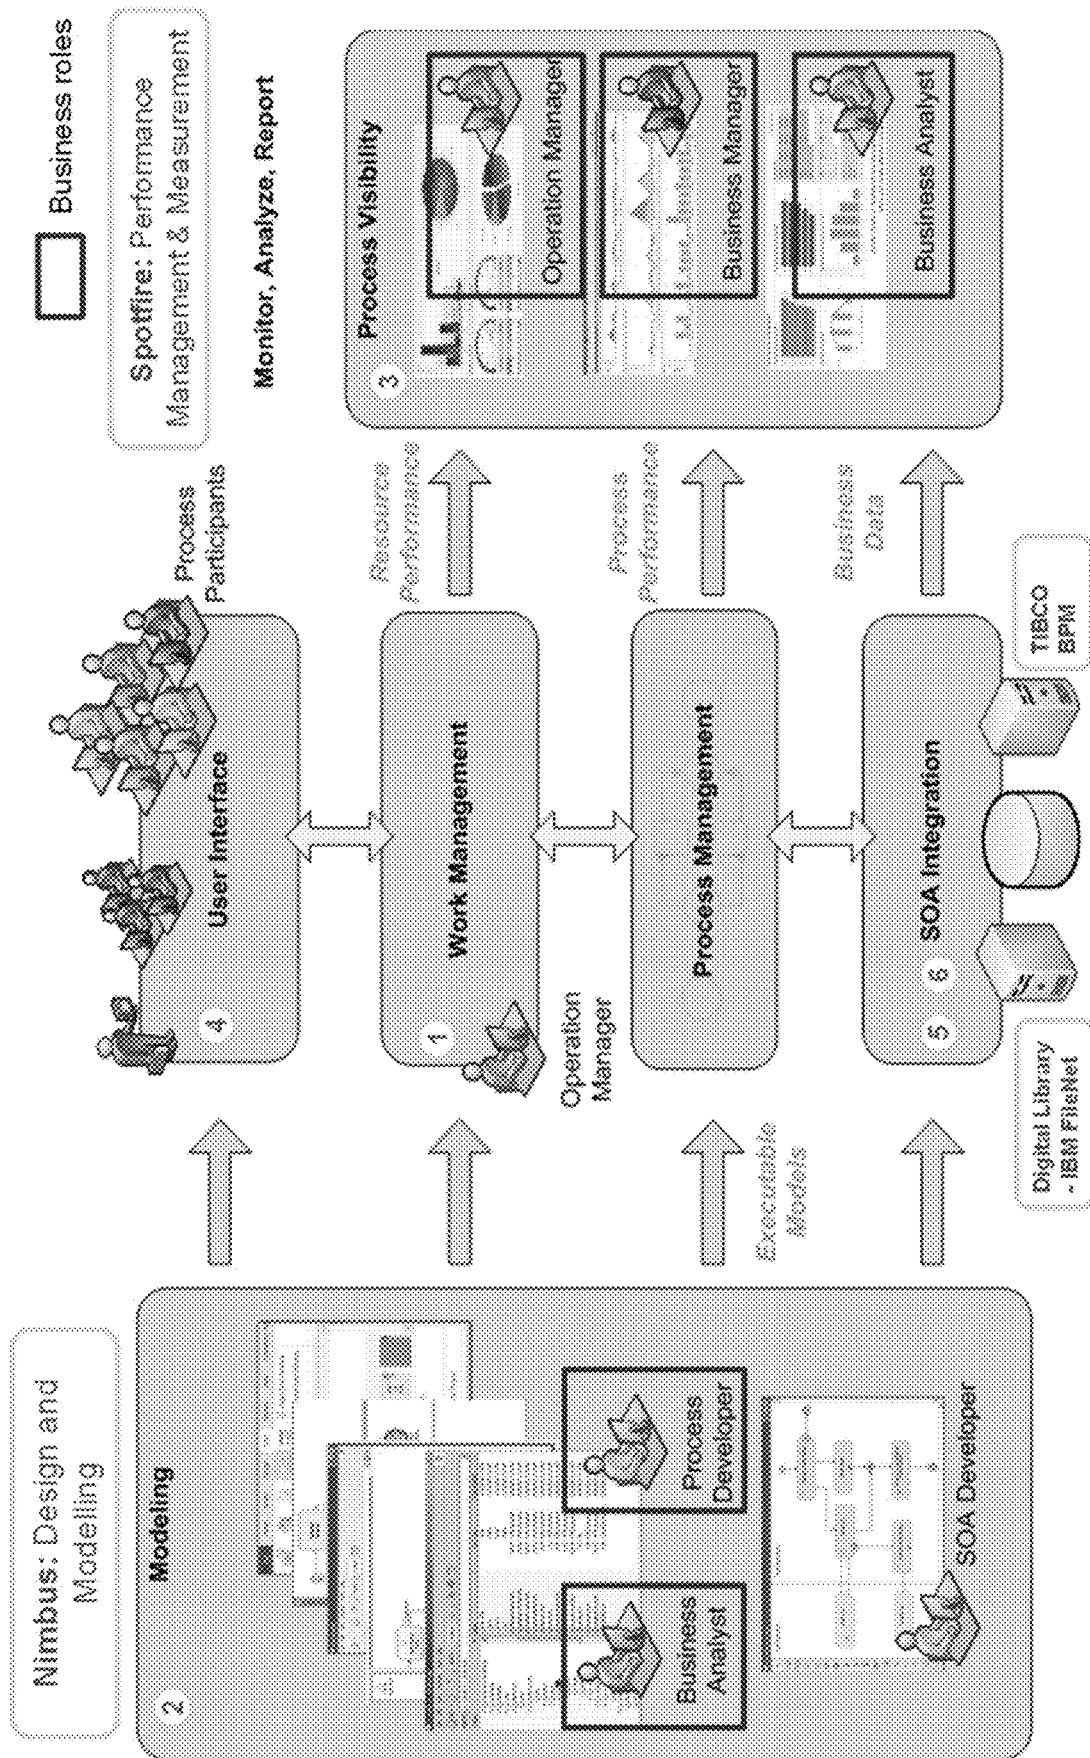 Nimbus: Design and
Modelling
Business roles
Spotfire: Performance
Management & Measurement
Monitor, Analyze, Report
2
Modeling
Business
Analyst
Process
Developer
SOA Developer
Executable
Models
Process
Participants
4
User Interface
1
Work Management
Operation
Manager
Process Management
5
6
SOA Integration
Digital Library
- IBM FileNet
TIBCO
BPM
Resource
Performance
Process
Performance
Business
Data
3
Process Visibility
Operation Manager
Business Manager
Business Analyst